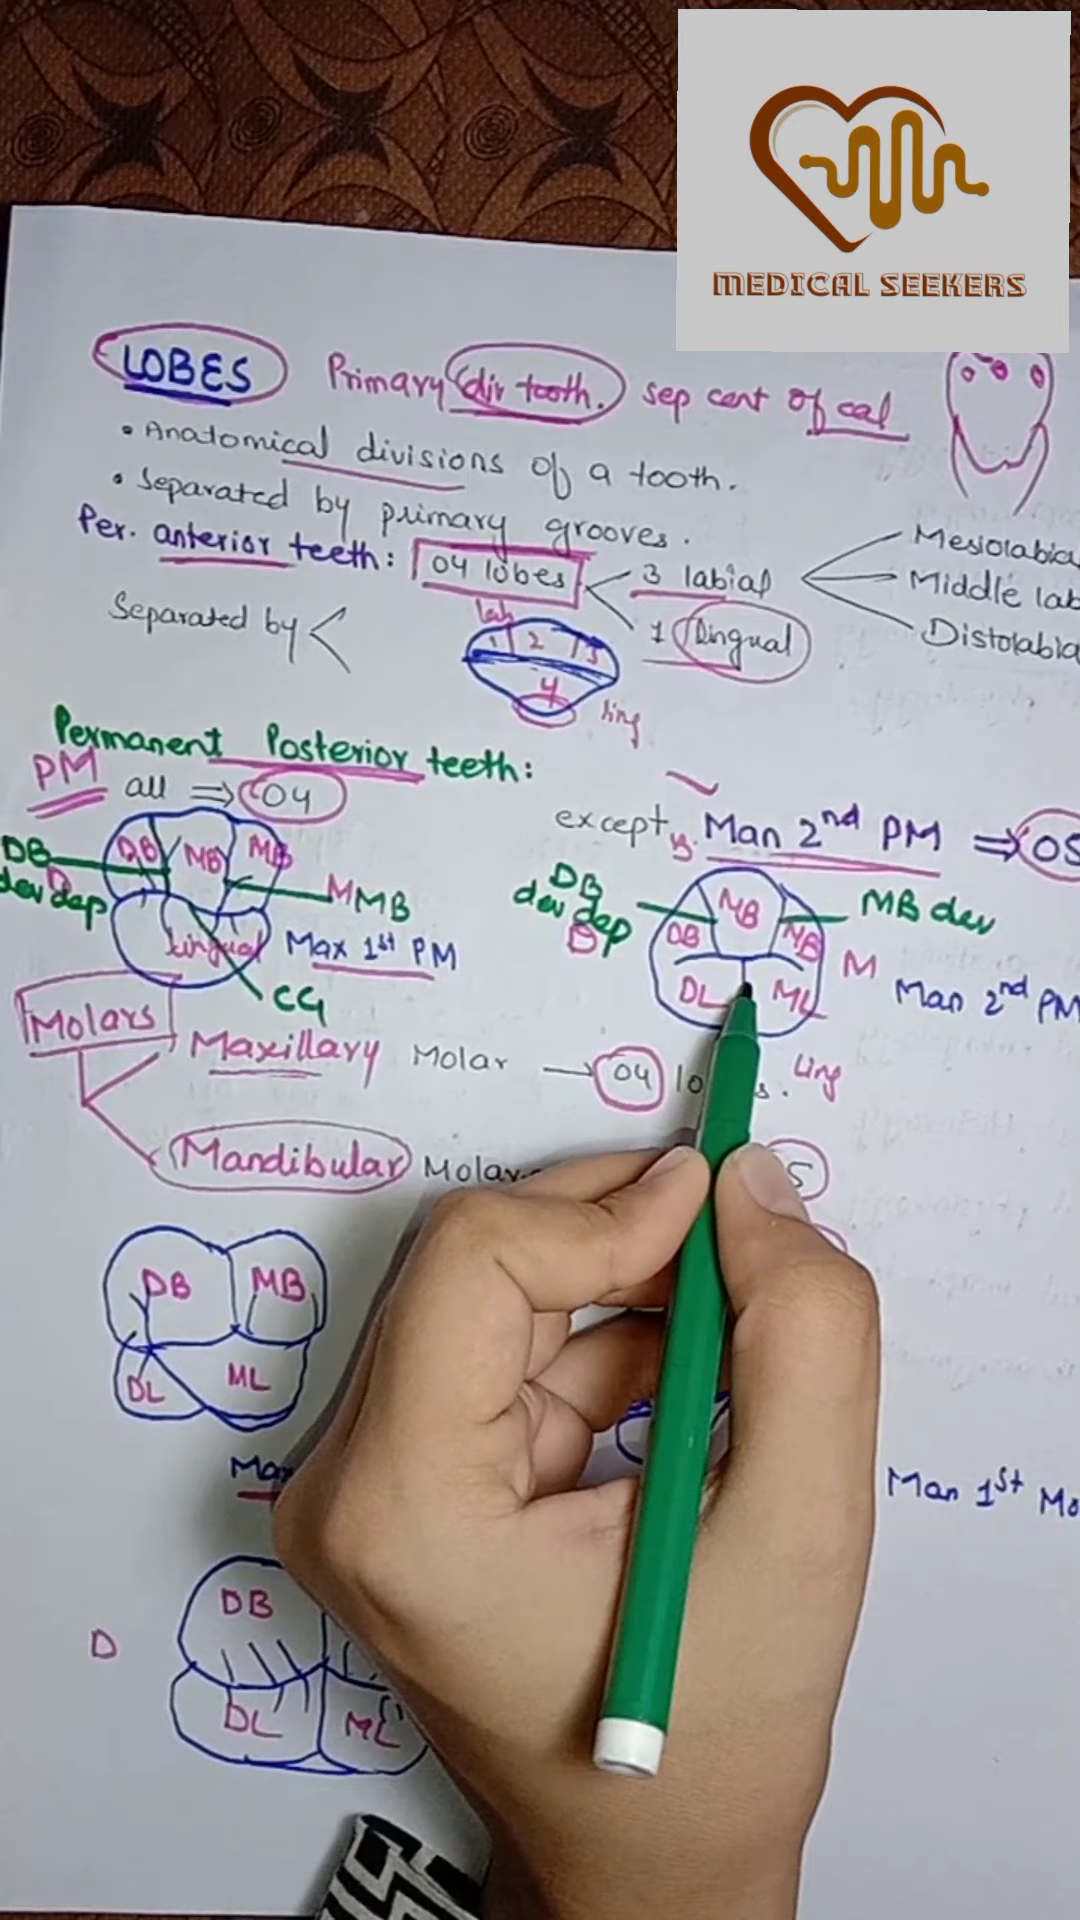 MEDICAL SEEKERS
LOBES Primary div tooth. sep cent of cal
• Anatomical divisions of a tooth.
• Separated by primary grooves.
Per. anterior teeth: 04 lobes 3 labial
Mesiolabia
Middle lab
Distolabia
1 lingual
Separated by
lab
1 2 3
4
ling
Permanent Posterior teeth:
PM all ⇒ 04
except Man 2nd PM ⇒ 05
DB dev dep
D
DB MB MB
Lingual
M MB
Max 1st PM
CG
B
DB dev dep
D
MB
DB MB
DL ML
MB dev
M
Man 2nd PM
Ling
Molars
Maxillary Molar → 04 lo s.
Mandibular Molar
5
DB MB
DL ML
Max
Man 1st Mo
D
DB
DL ML